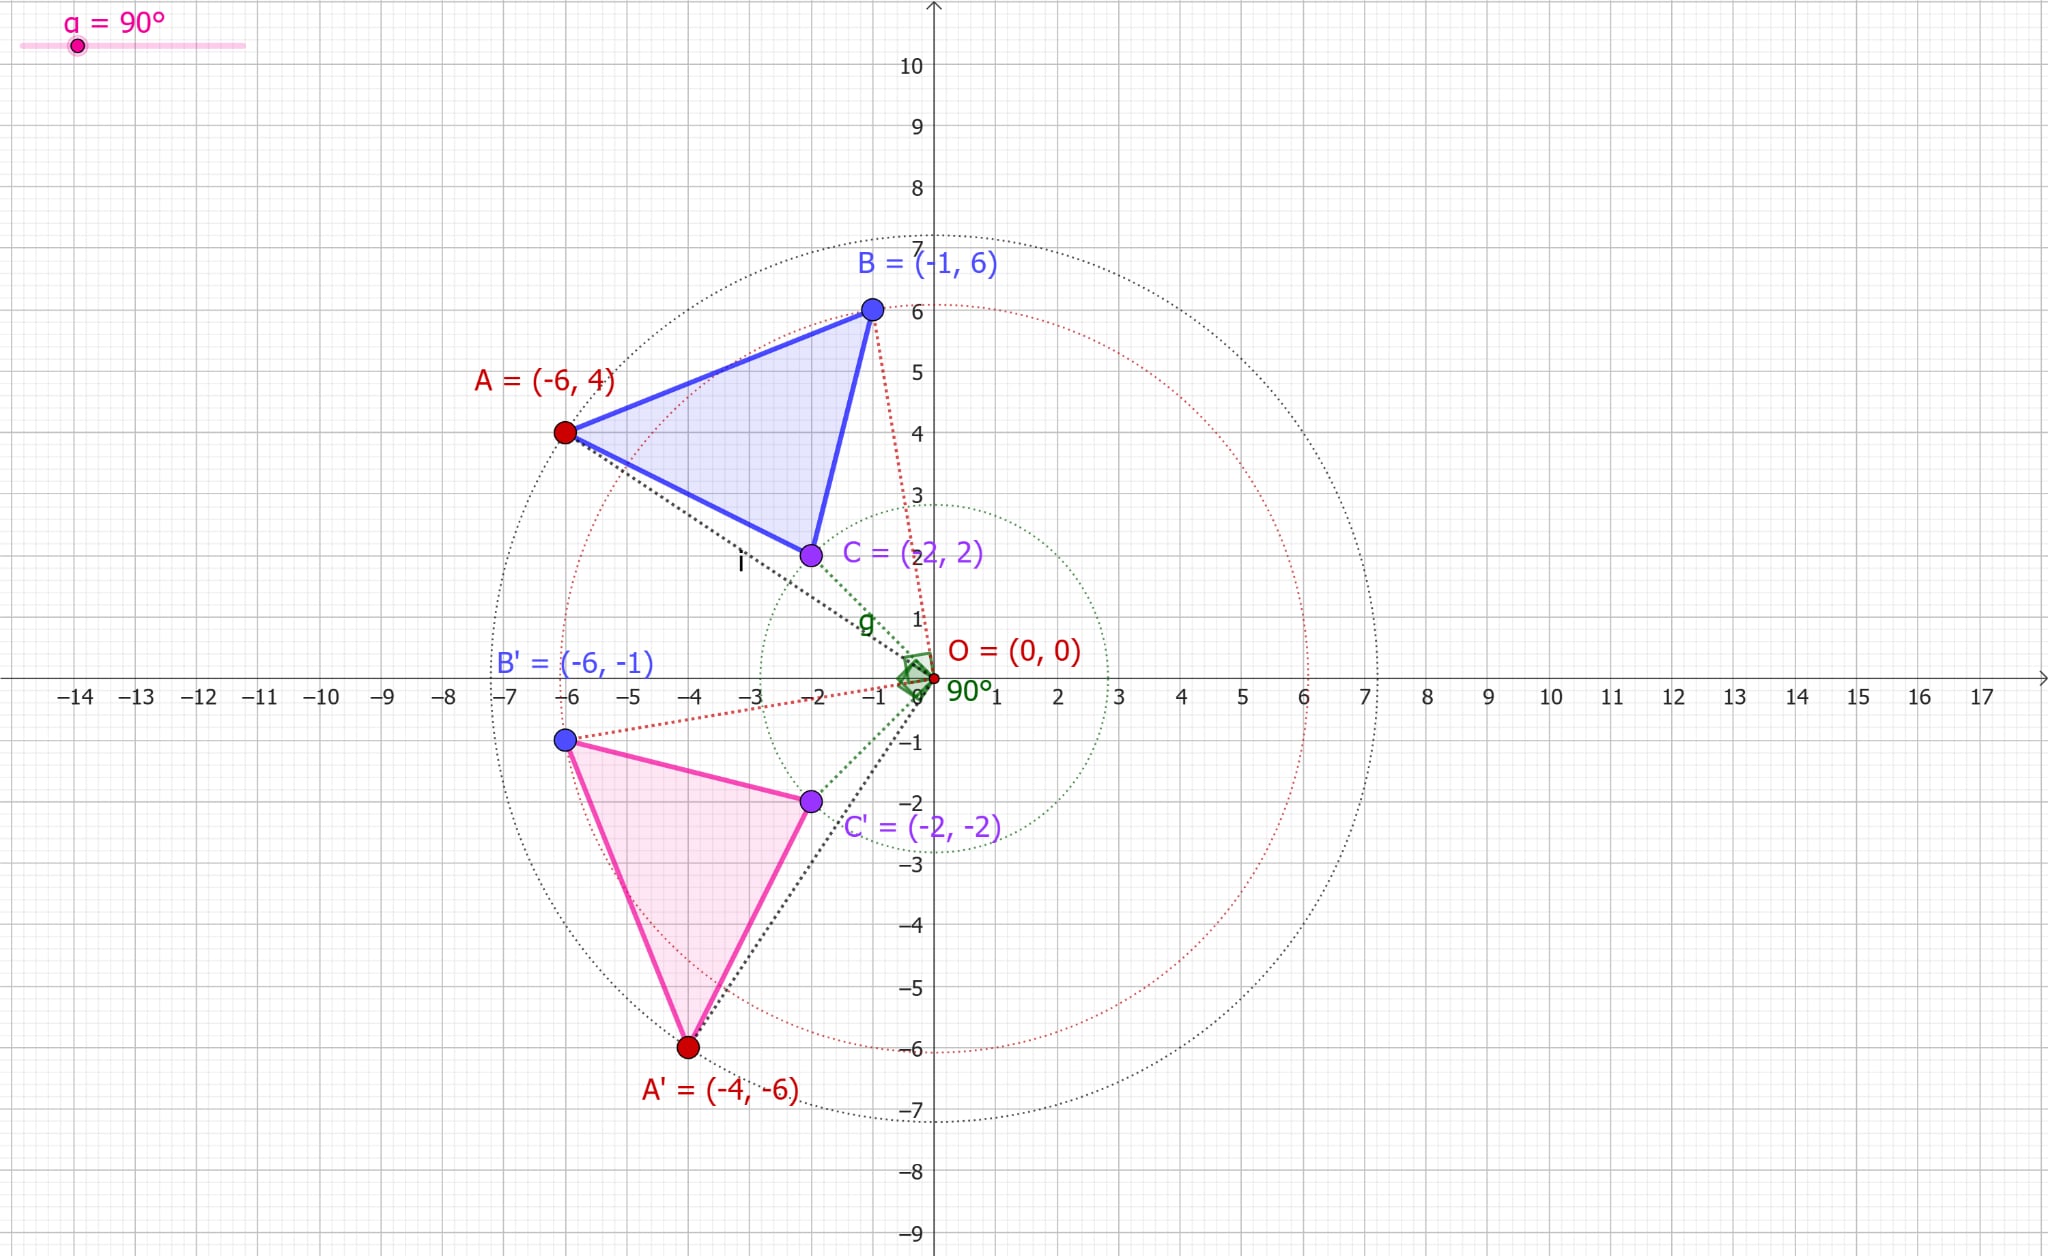 α = 90°
10
9
8
7
B = (-1, 6)
6
A = (-6, 4)
5
4
3
C = (-2, 2)
2
i
1
g
O = (0, 0)
B' = (-6, -1)
90°
−14 −13 −12 −11 −10 −9 −8 −7 −6 −5 −4 −3 −2 −1 0 1 2 3 4 5 6 7 8 9 10 11 12 13 14 15 16 17
−1
−2
C' = (-2, -2)
−3
−4
−5
−6
A' = (-4, -6)
−7
−8
−9